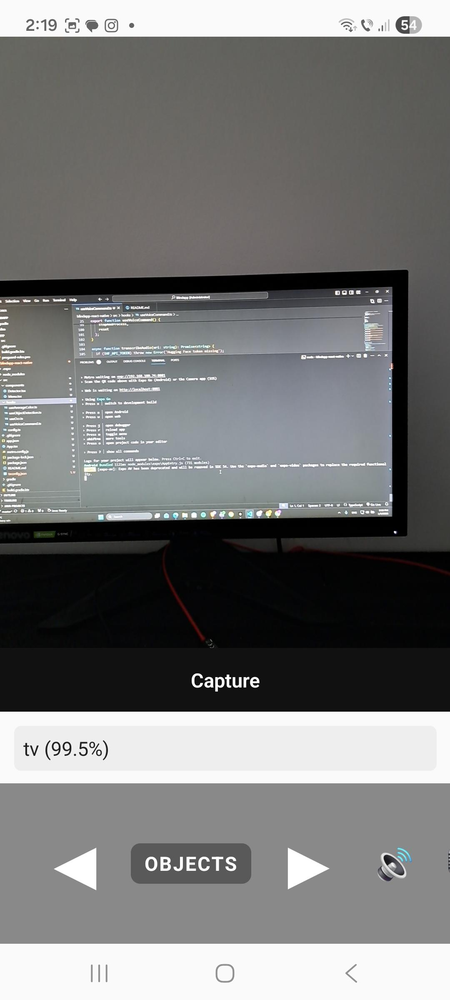 2:19
54
Selection View Go Run Terminal Help
Blindapp [Administrator]
useVoiceCommand.ts U
README.md
blindapp-react-native > src > hooks > TS useVoiceCommand.ts > ...
25 export function useVoiceCommand() {
99 stopAndProcess,
100 reset
101 };
102 }
103
104 async function transcribeAudio(uri: string): Promise<string> {
105 if (!HF_API_TOKEN) throw new Error('Hugging Face token missing');
PROBLEMS OUTPUT DEBUG CONSOLE TERMINAL PORTS
node - blindapp-react-native
src
.gitignore
build.gradle.kts
proguard-rules.pro
blindapp-react-native
.expo
node_modules
src
components
Detector.tsx U
Menu.tsx U
hooks
TS useAverageColor.ts U
TS useObjectDetection.ts U
TS useOcr.ts U
TS useVoiceCommand.ts U
TS config.ts U
.gitignore U
app.json U
App.tsx U
metro.config.js U
package-lock.json U
package.json U
README.md U
tsconfig.json
gradle
.gitignore
build.gradle.kts
OUTLINE
TIMELINE
JAVA PROJECTS
› Metro waiting on exp://192.168.100.74:8081
› Scan the QR code above with Expo Go (Android) or the Camera app (iOS)
› Web is waiting on http://localhost:8081
› Using Expo Go
› Press s | switch to development build
› Press a | open Android
› Press w | open web
› Press j | open debugger
› Press r | reload app
› Press m | toggle menu
› shift+m | more tools
› Press o | open project code in your editor
› Press ? | show all commands
Logs for your project will appear below. Press Ctrl+C to exit.
Android Bundled 1121ms node_modules\expo\AppEntry.js (731 modules)
[expo-av]: Expo AV has been deprecated and will be removed in SDK 54. Use the `expo-audio` and `expo-video` packages to replace the required functional
ity.
master* 1 0 0 Java: Ready
Ln 1, Col 1 Spaces: 2 UTF-8 LF {} TypeScript Go Live
Search
ENG
enovo NVIDIA G-SYNC
Capture
tv (99.5%)
OBJECTS